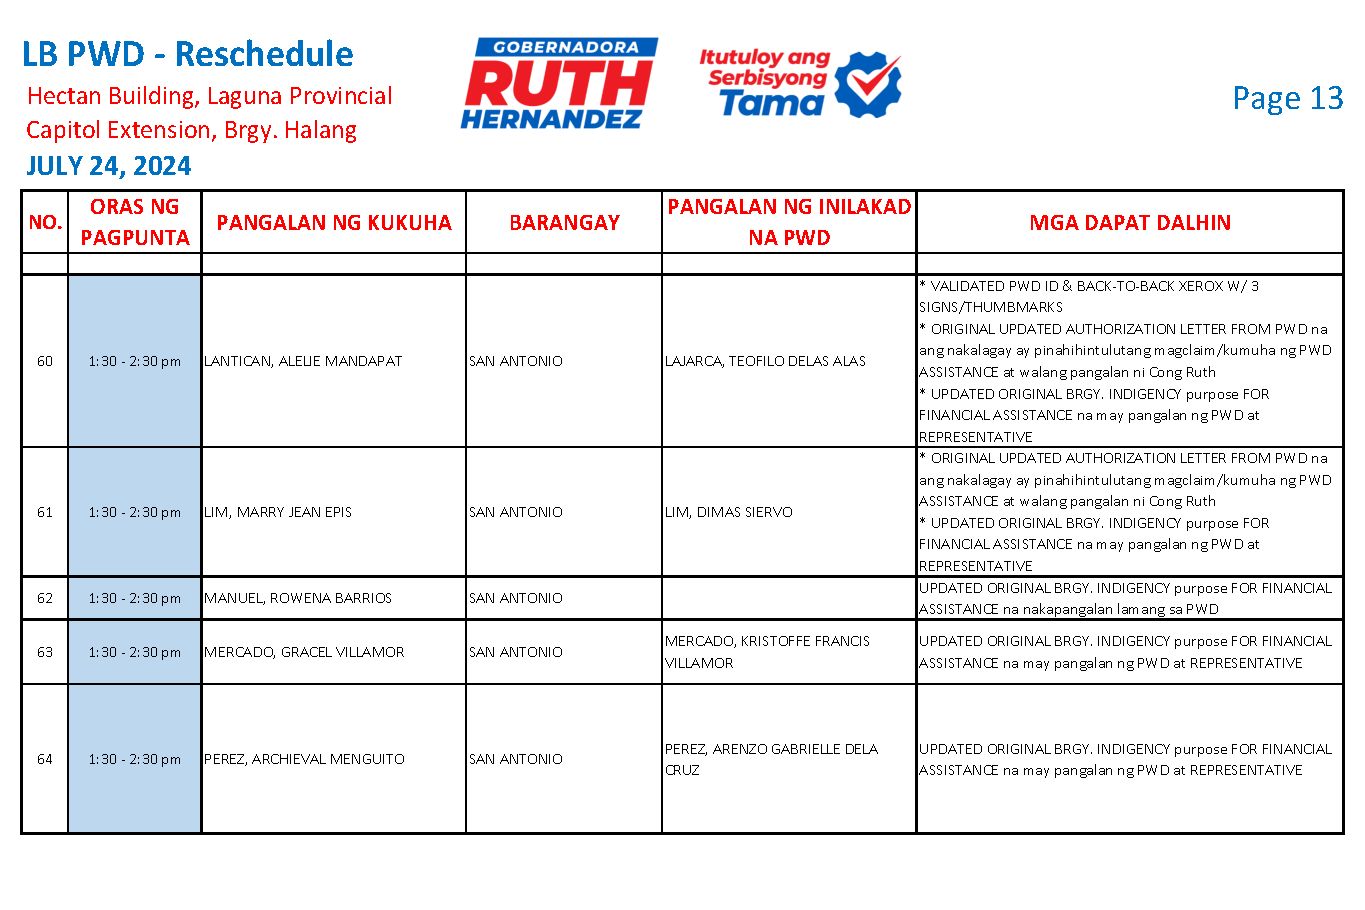 LB PWD - Reschedule
Hectan Building, Laguna Provincial
Capitol Extension, Brgy. Halang
JULY 24, 2024
GOBERNADORA
RUTH
HERNANDEZ
Itutuloy ang
Serbisyong
Tama
Page 13
NO.
ORAS NG
PAGPUNTA
PANGALAN NG KUKUHA
BARANGAY
PANGALAN NG INILAKAD
NA PWD
MGA DAPAT DALHIN
60
1:30 - 2:30 pm
LANTICAN, ALELIE MANDAPAT
SAN ANTONIO
LAJARCA, TEOFILO DELAS ALAS
* VALIDATED PWD ID & BACK-TO-BACK XEROX W/ 3
SIGNS/THUMBMARKS
* ORIGINAL UPDATED AUTHORIZATION LETTER FROM PWD na
ang nakalagay ay pinahihintulutang magclaim/kumuha ng PWD
ASSISTANCE at walang pangalan ni Cong Ruth
* UPDATED ORIGINAL BRGY. INDIGENCY purpose FOR
FINANCIAL ASSISTANCE na may pangalan ng PWD at
REPRESENTATIVE
61
1:30 - 2:30 pm
LIM, MARRY JEAN EPIS
SAN ANTONIO
LIM, DIMAS SIERVO
* ORIGINAL UPDATED AUTHORIZATION LETTER FROM PWD na
ang nakalagay ay pinahihintulutang magclaim/kumuha ng PWD
ASSISTANCE at walang pangalan ni Cong Ruth
* UPDATED ORIGINAL BRGY. INDIGENCY purpose FOR
FINANCIAL ASSISTANCE na may pangalan ng PWD at
REPRESENTATIVE
62
1:30 - 2:30 pm
MANUEL, ROWENA BARRIOS
SAN ANTONIO
UPDATED ORIGINAL BRGY. INDIGENCY purpose FOR FINANCIAL
ASSISTANCE na nakapangalan lamang sa PWD
63
1:30 - 2:30 pm
MERCADO, GRACEL VILLAMOR
SAN ANTONIO
MERCADO, KRISTOFFE FRANCIS
VILLAMOR
UPDATED ORIGINAL BRGY. INDIGENCY purpose FOR FINANCIAL
ASSISTANCE na may pangalan ng PWD at REPRESENTATIVE
64
1:30 - 2:30 pm
PEREZ, ARCHIEVAL MENGUITO
SAN ANTONIO
PEREZ, ARENZO GABRIELLE DELA
CRUZ
UPDATED ORIGINAL BRGY. INDIGENCY purpose FOR FINANCIAL
ASSISTANCE na may pangalan ng PWD at REPRESENTATIVE